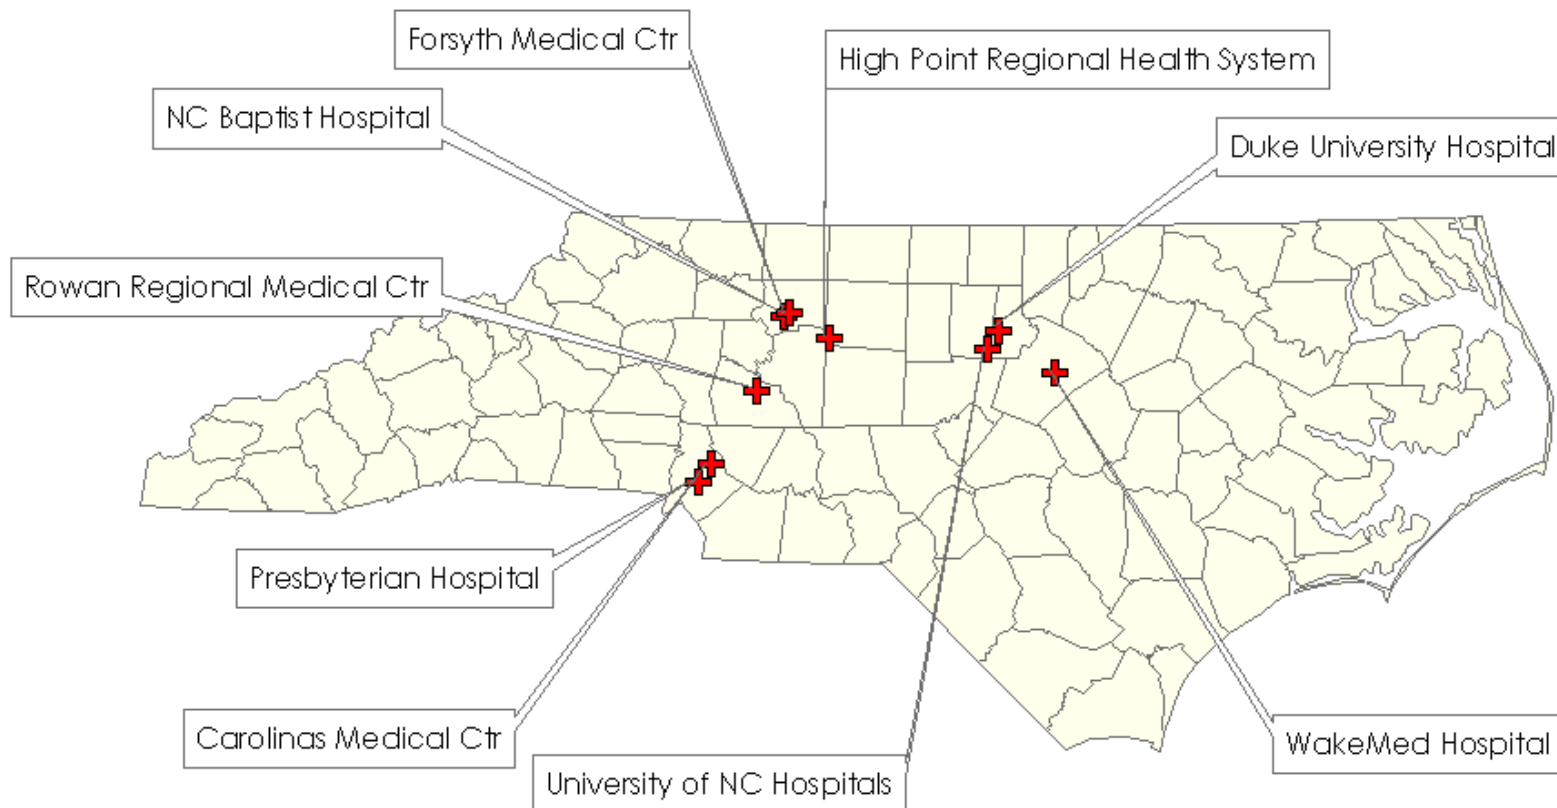 Forsyth Medical Ctr
High Point Regional Health System
NC Baptist Hospital
Duke University Hospital
Rowan Regional Medical Ctr
Presbyterian Hospital
Carolinas Medical Ctr
WakeMed Hospital
University of NC Hospitals